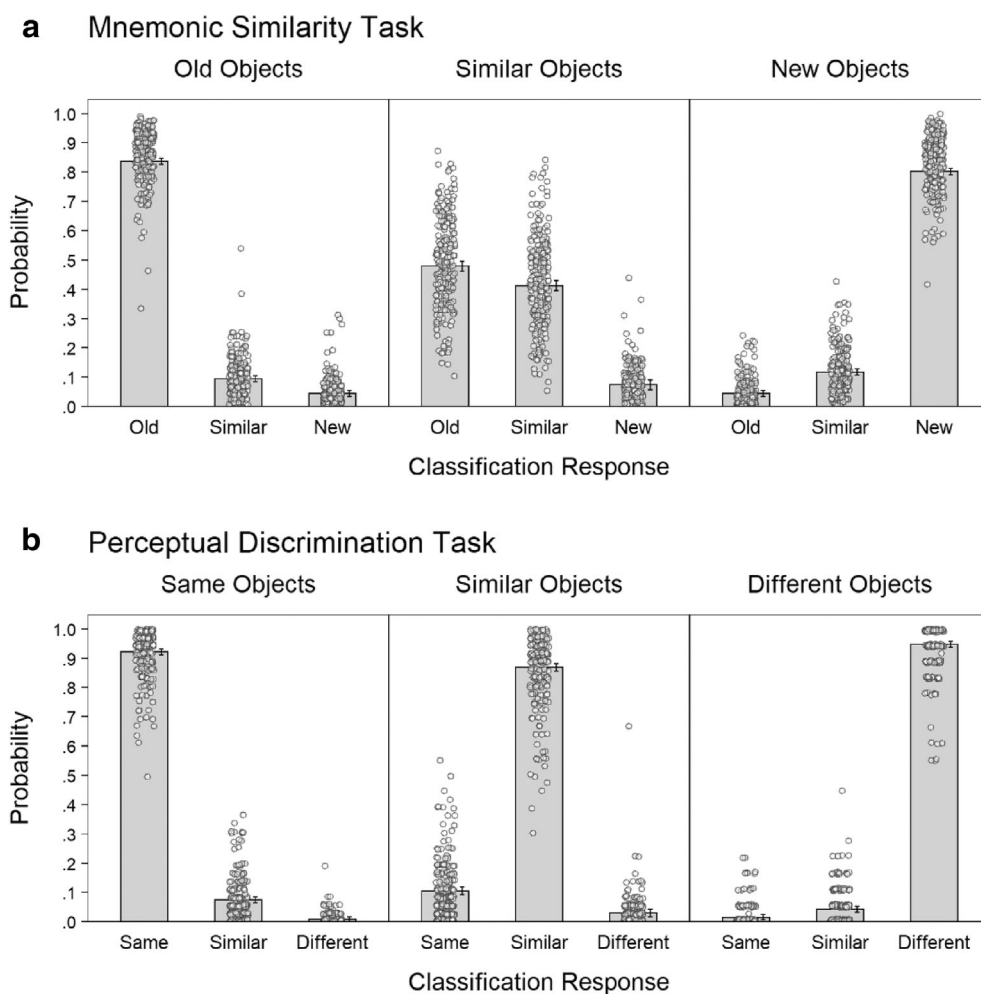 a Mnemonic Similarity Task
Old Objects Similar Objects New Objects
Probability
1.0
.9
.8
.7
.6
.5
.4
.3
.2
.1
.0
Old Similar New Old Similar New Old Similar New
Classification Response
b Perceptual Discrimination Task
Same Objects Similar Objects Different Objects
Probability
1.0
.9
.8
.7
.6
.5
.4
.3
.2
.1
.0
Same Similar Different Same Similar Different Same Similar Different
Classification Response